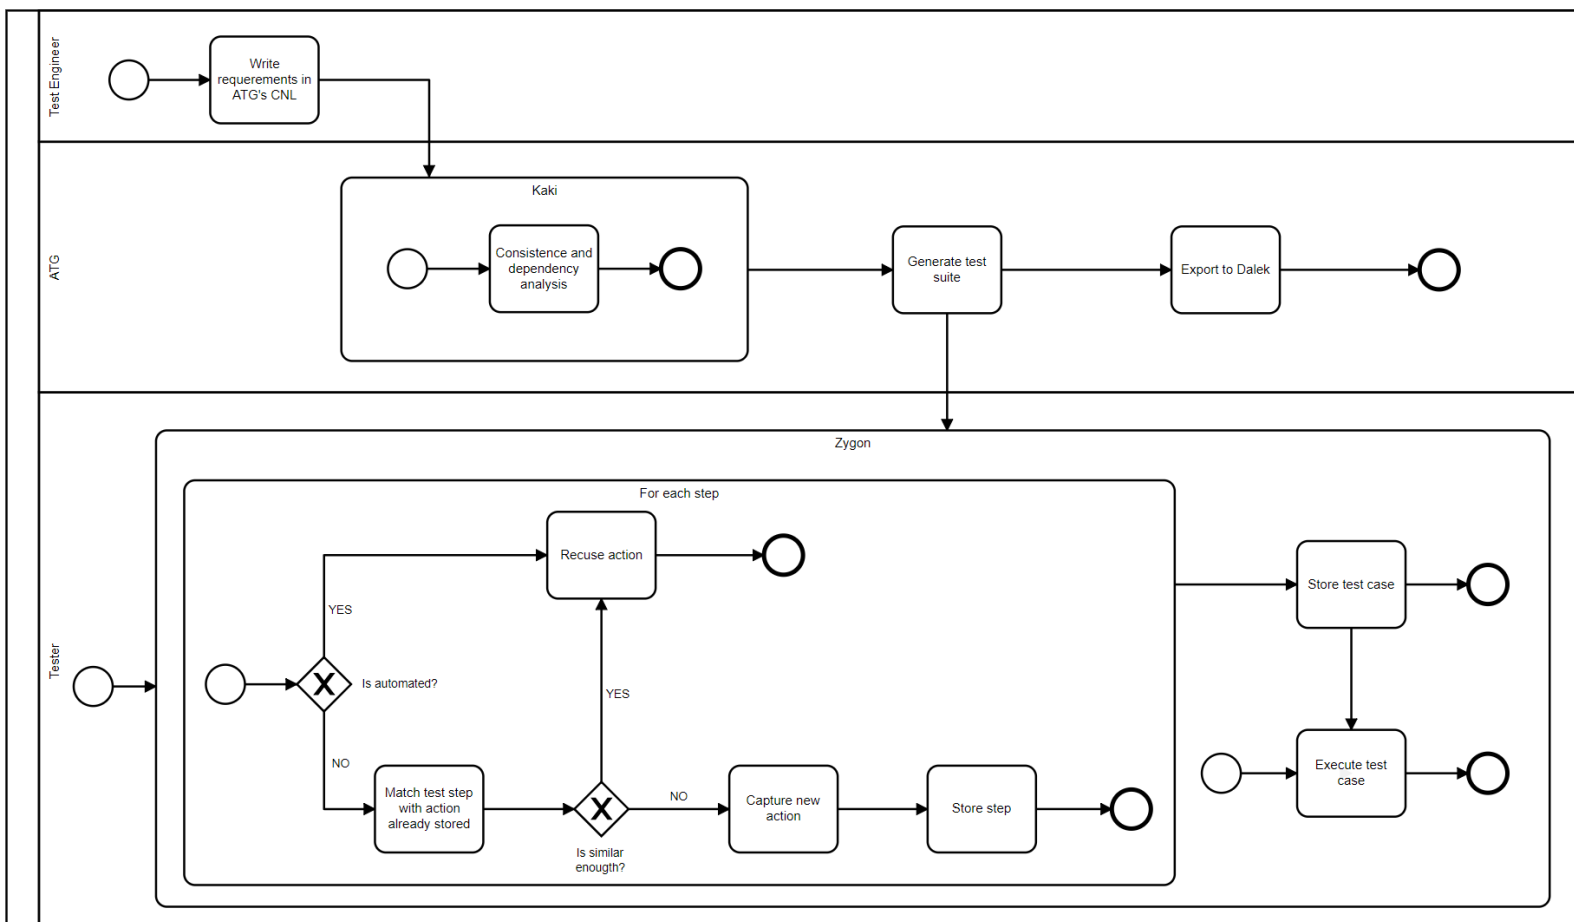 Test Engineer
Write
requerements in
ATG's CNL
ATG
Kaki
Consistence and
dependency
analysis
Generate test
suite
Export to Dalek
Tester
Zygon
For each step
Recuse action
YES
Is automated?
NO
Match test step
with action
already stored
YES
Is similar
enougth?
NO
Capture new
action
Store step
Store test case
Execute test
case